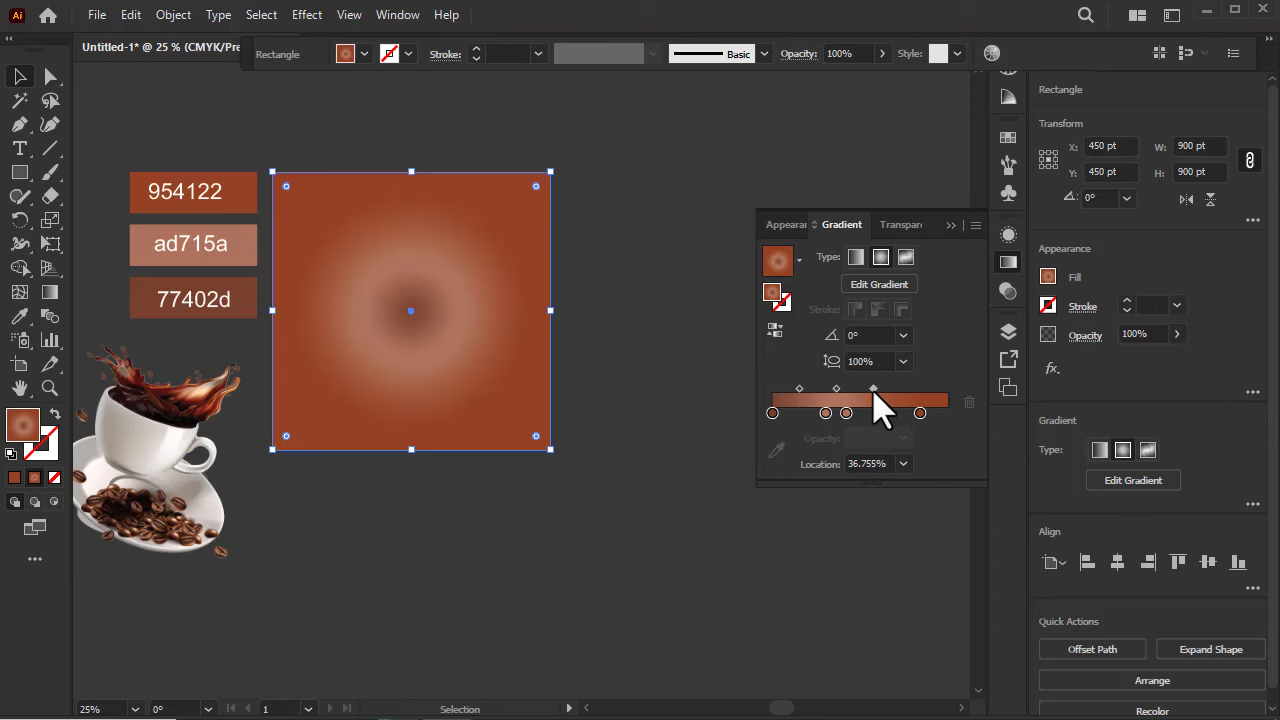 Ai File Edit Object Type Select Effect View Window Help
Untitled-1* @ 25 % (CMYK/Pre
Rectangle Stroke: Basic Opacity: 100% Style:
Rectangle
Transform
X: 450 pt W: 900 pt
Y: 450 pt H: 900 pt
0°
Appearance
Fill
Stroke
Opacity 100%
fx.
Gradient
Type:
Edit Gradient
Align
Quick Actions
Offset Path Expand Shape
Arrange
Recolor
954122
ad715a
77402d
Appearar Gradient Transpare
Type:
Edit Gradient
Stroke:
0°
100%
Opacity:
Location: 36.755%
25% 0° 1 Selection